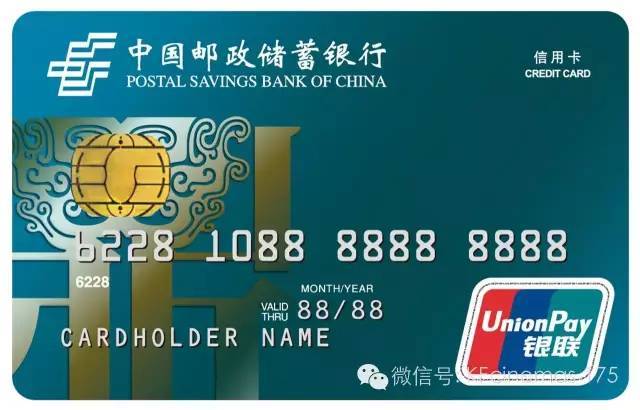 中国邮政储蓄银行
POSTAL SAVINGS BANK OF CHINA
信用卡
CREDIT CARD
6228 1088 8888 8888
6228
MONTH/YEAR
VALID THRU 88/88
CARDHOLDER NAME
UnionPay
银联
微信号: